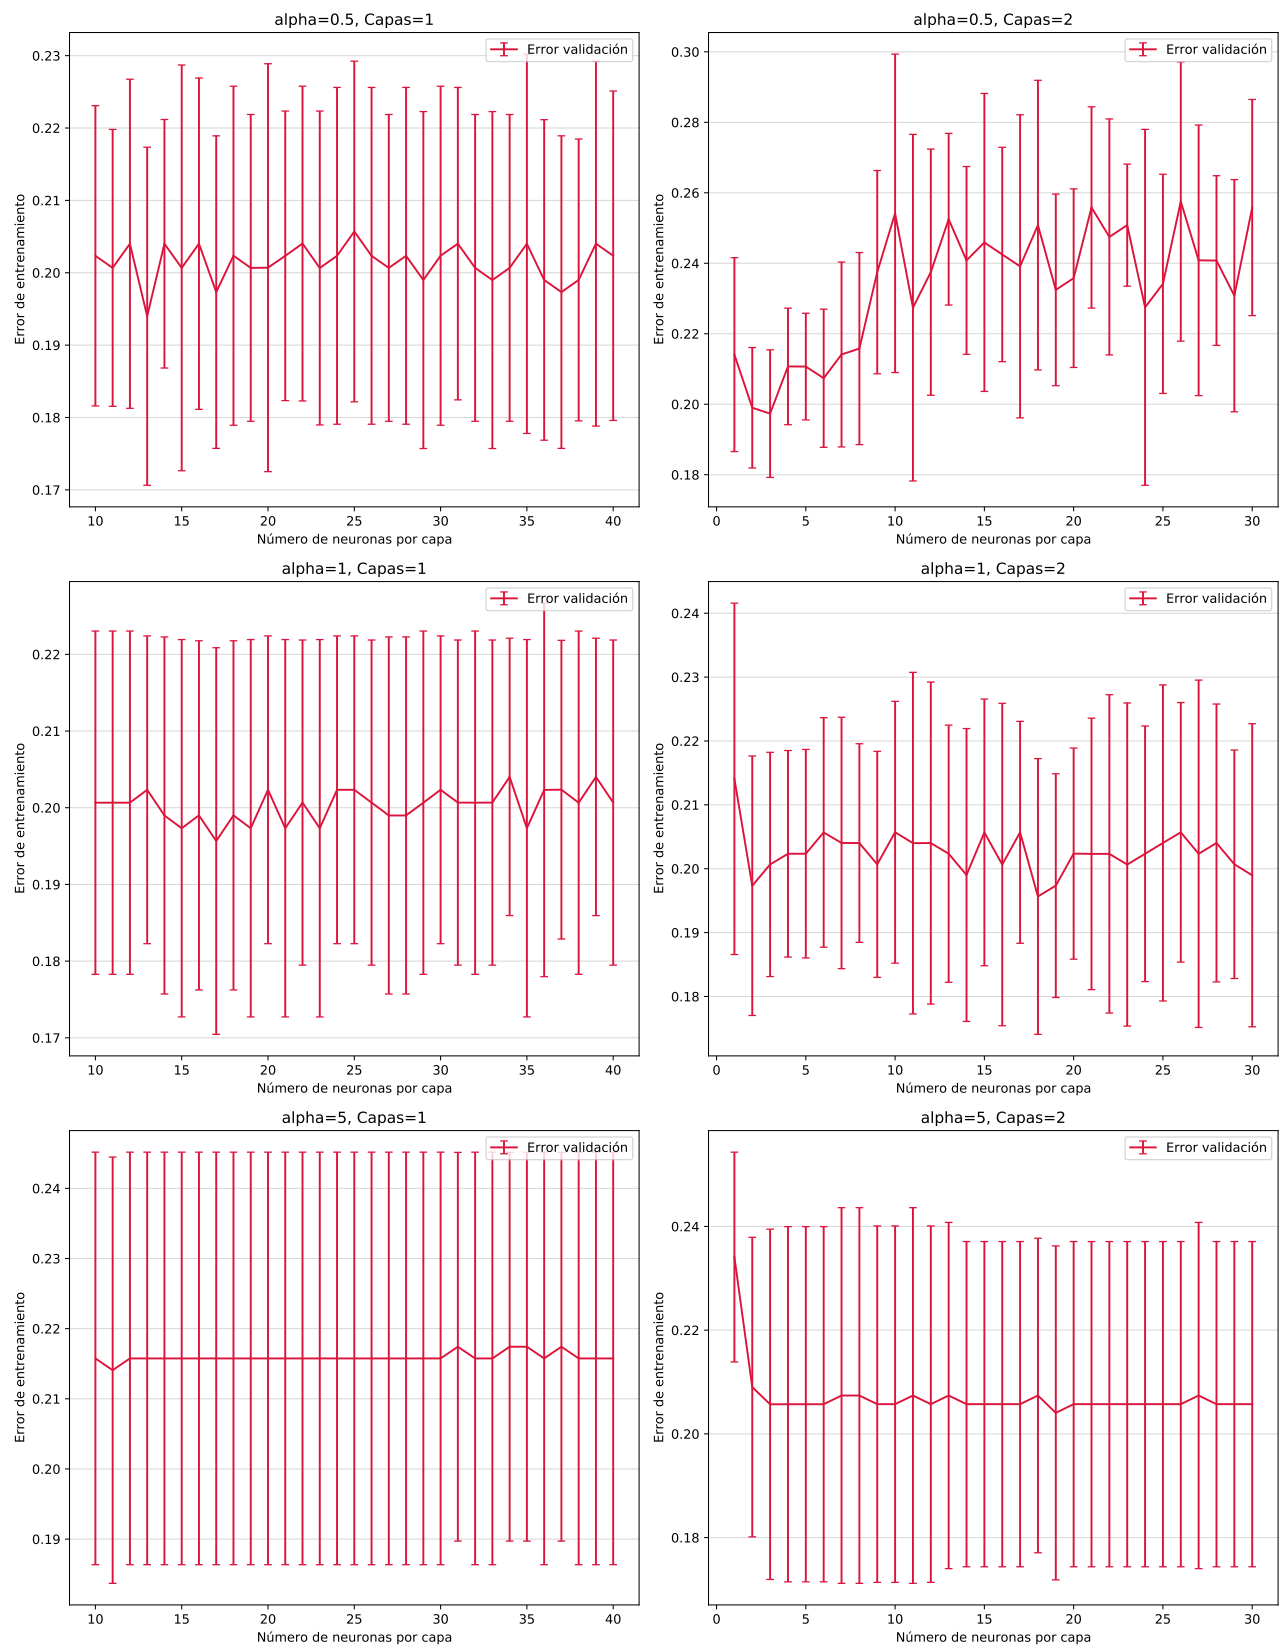 alpha=0.5, Capas=1
Error validación
0.23
0.22
0.21
0.20
0.19
0.18
0.17
Error de entrenamiento
10 15 20 25 30 35 40
Número de neuronas por capa
alpha=0.5, Capas=2
Error validación
0.30
0.28
0.26
0.24
0.22
0.20
0.18
Error de entrenamiento
0 5 10 15 20 25 30
Número de neuronas por capa
alpha=1, Capas=1
Error validación
0.22
0.21
0.20
0.19
0.18
0.17
Error de entrenamiento
10 15 20 25 30 35 40
Número de neuronas por capa
alpha=1, Capas=2
Error validación
0.24
0.23
0.22
0.21
0.20
0.19
0.18
Error de entrenamiento
0 5 10 15 20 25 30
Número de neuronas por capa
alpha=5, Capas=1
Error validación
0.24
0.23
0.22
0.21
0.20
0.19
Error de entrenamiento
10 15 20 25 30 35 40
Número de neuronas por capa
alpha=5, Capas=2
Error validación
0.24
0.22
0.20
0.18
Error de entrenamiento
0 5 10 15 20 25 30
Número de neuronas por capa